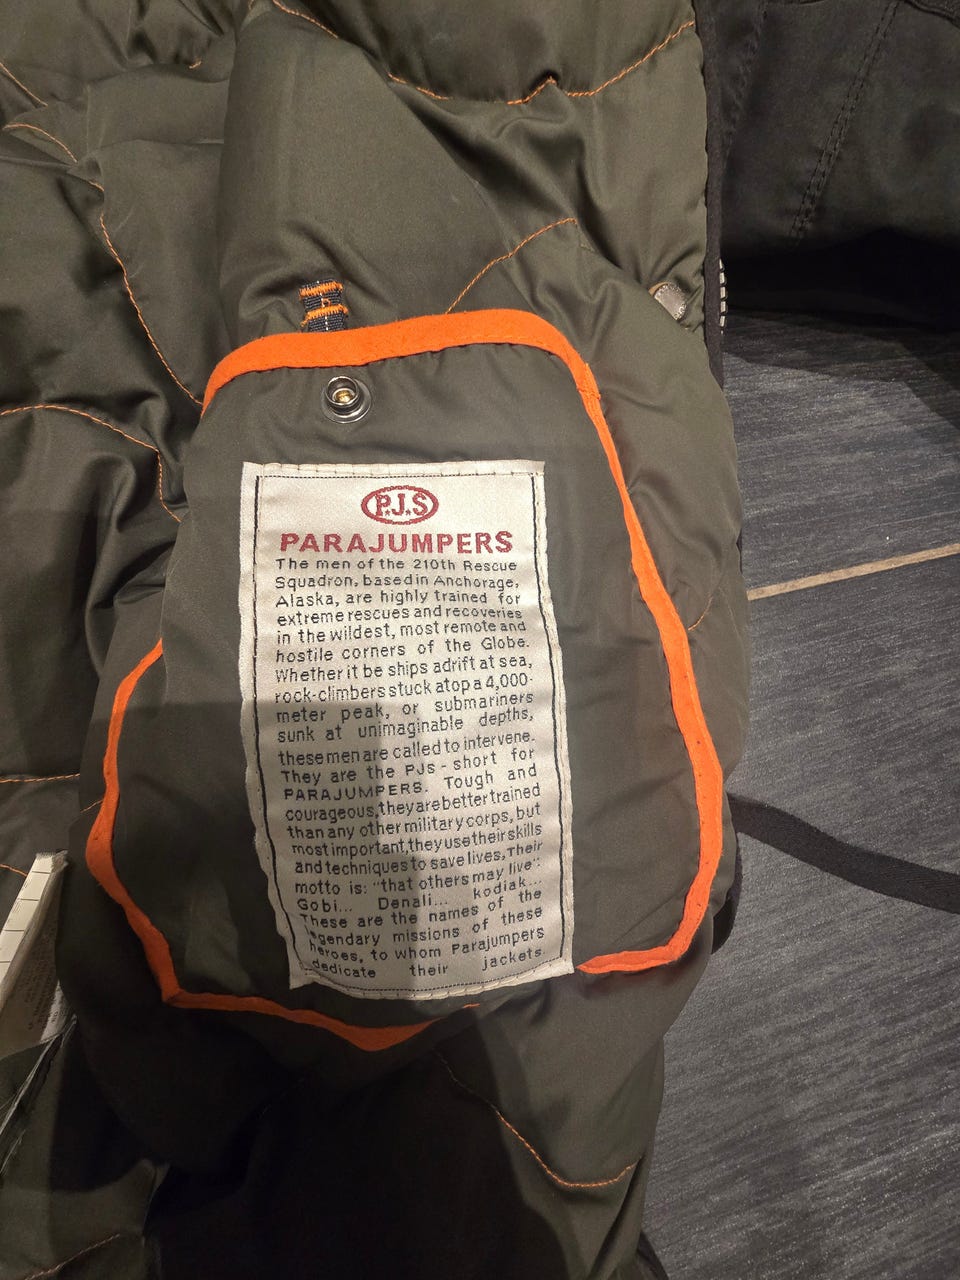 P.J.S
PARAJUMPERS
The men of the 210th Rescue
Squadron, based in Anchorage,
Alaska, are highly trained for
extreme rescues and recoveries
in the wildest, most remote and
hostile corners of the Globe.
Whether it be ships adrift at sea,
rock-climbers stuck atop a 4,000-
meter peak, or submariners
sunk at unimaginable depths,
these men are called to intervene.
They are the PJs - short for
PARAJUMPERS. Tough and
courageous, they are better trained
than any other military corps, but
most important, they use their skills
and techniques to save lives, Their
motto is: "that others may live":
Gobi... Denali... kodiak...
These are the names of the
legendary missions of these
heroes, to whom Parajumpers
dedicate their jackets.